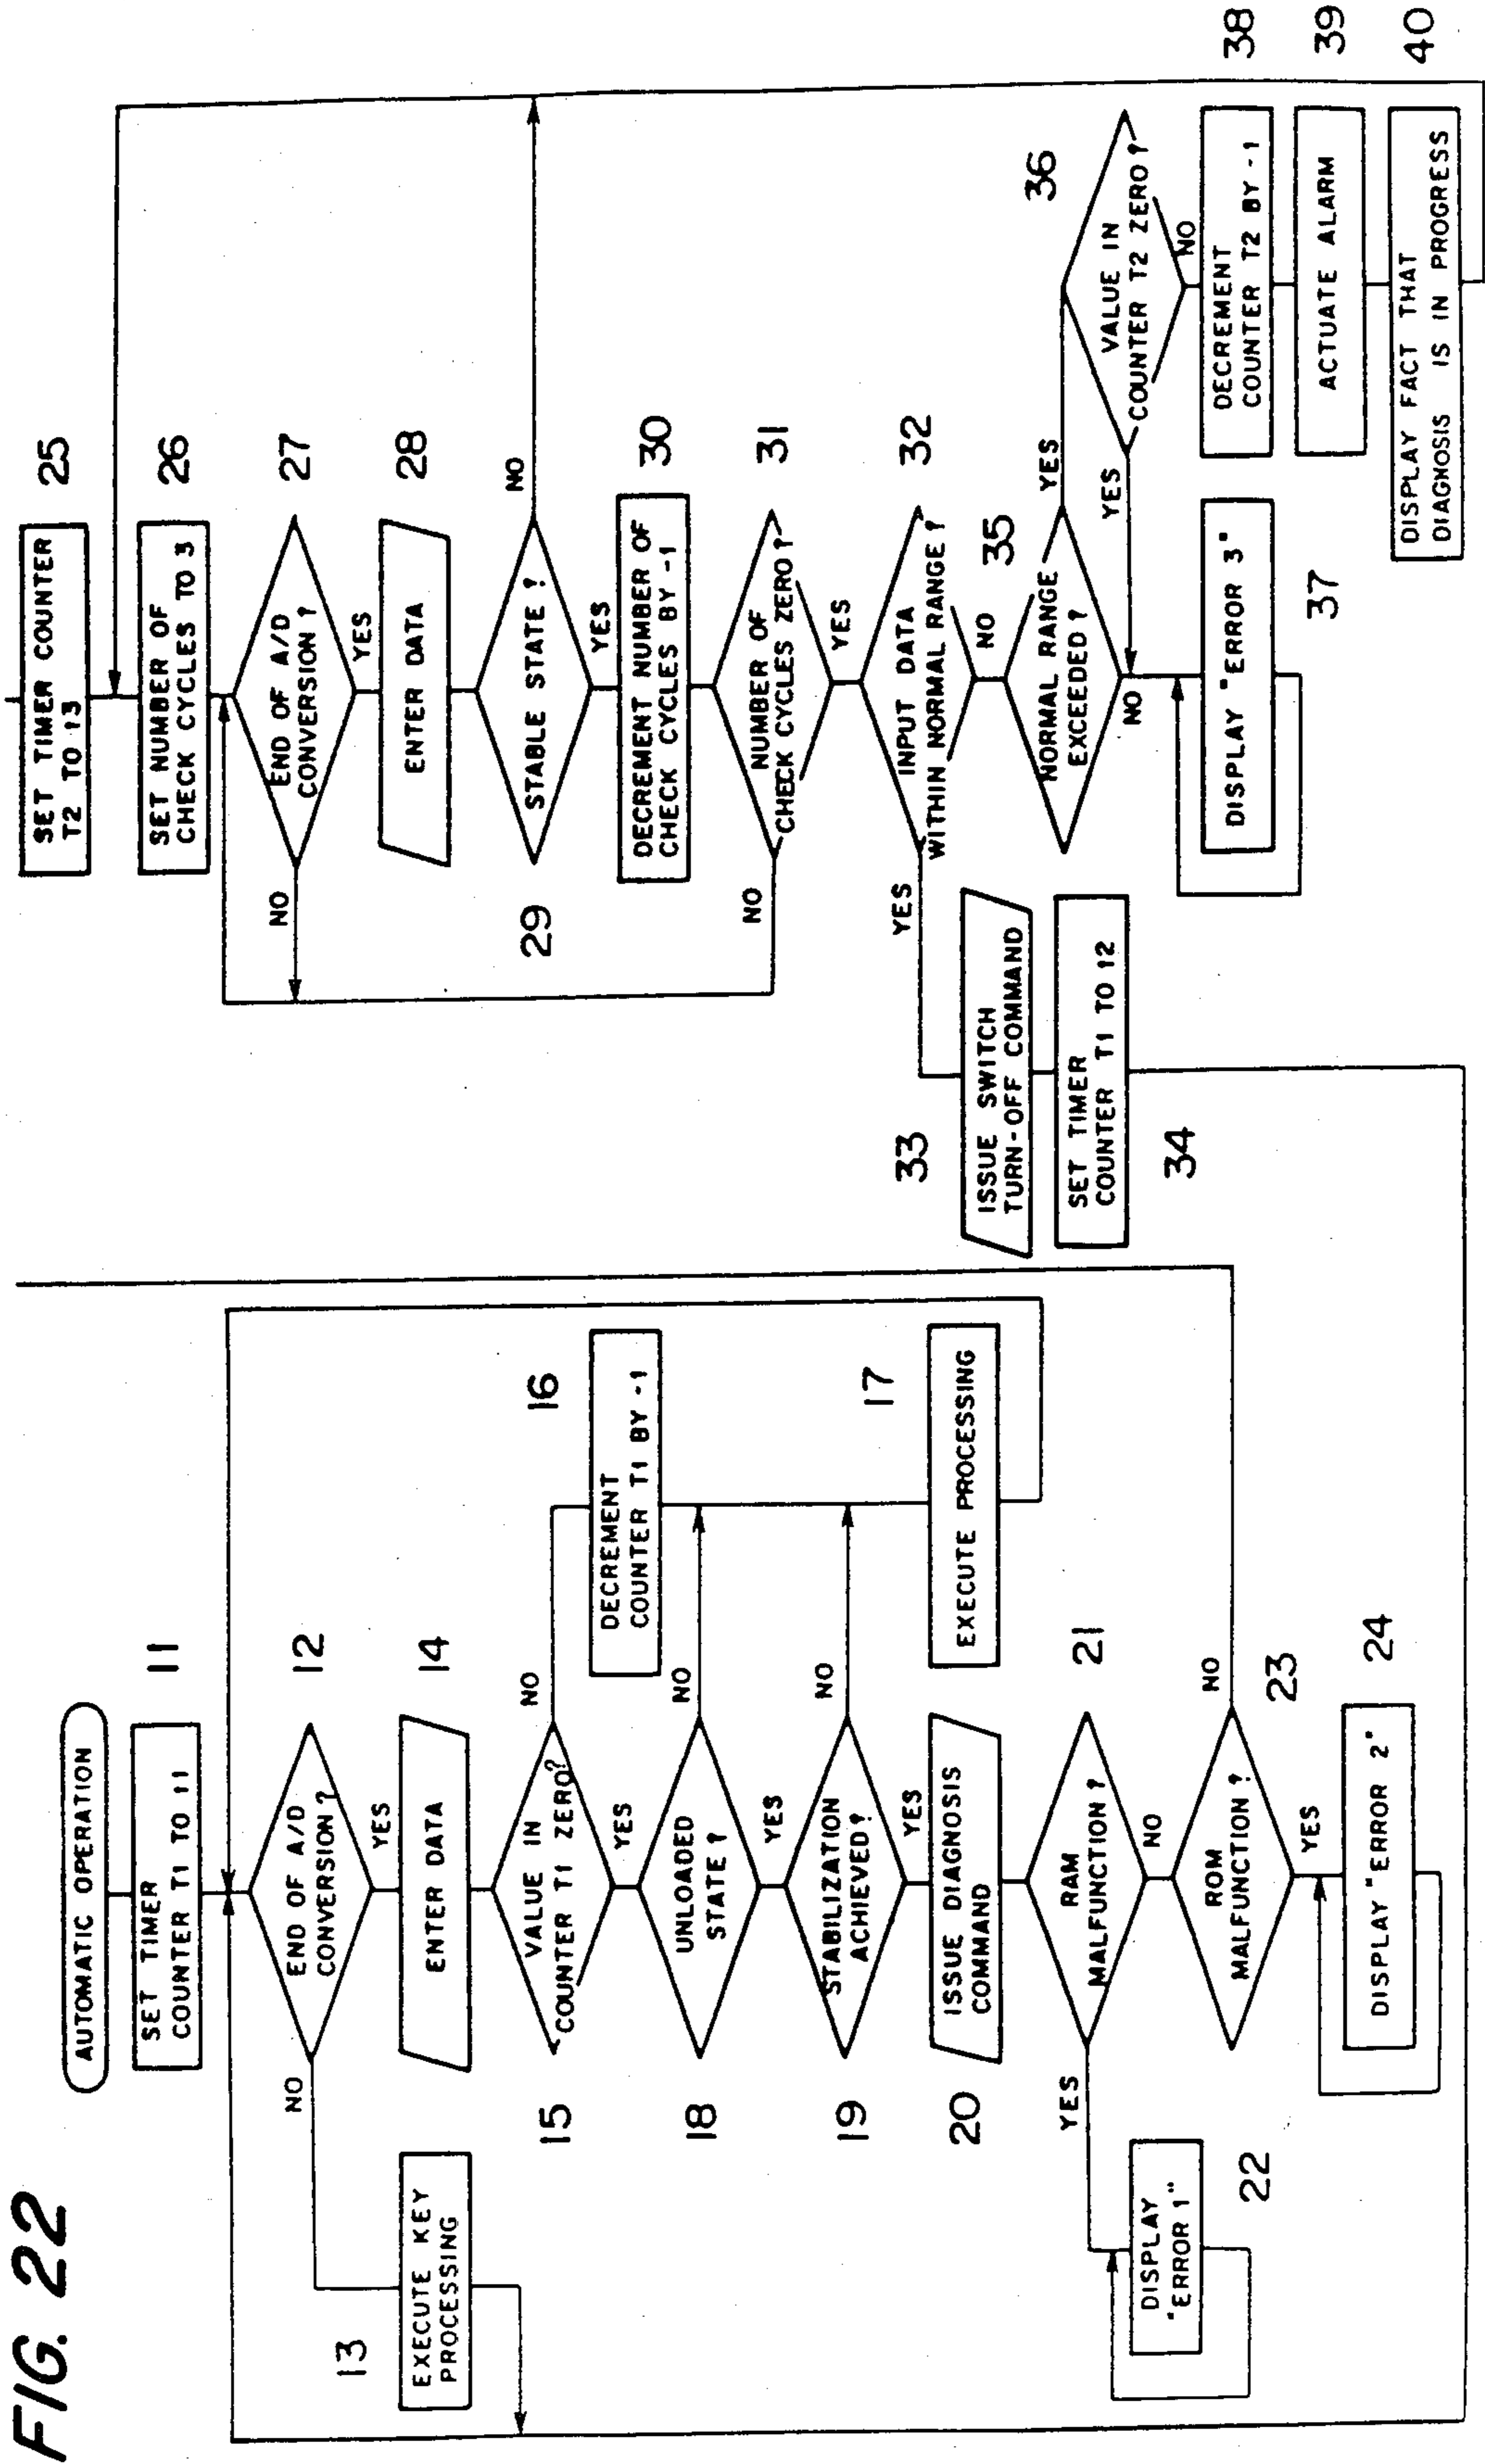 FIG. 22
AUTOMATIC OPERATION
11
SET TIMER
COUNTER T1 TO t1
12
END OF A/D
CONVERSION?
NO
YES
13
EXECUTE KEY
PROCESSING
14
ENTER DATA
15
VALUE IN
COUNTER T1 ZERO?
NO
YES
16
DECREMENT
COUNTER T1 BY -1
18
UNLOADED
STATE?
NO
YES
19
STABILIZATION
ACHIEVED?
NO
YES
17
EXECUTE PROCESSING
20
ISSUE DIAGNOSIS
COMMAND
21
RAM
MALFUNCTION?
YES
NO
22
DISPLAY
"ERROR 1"
23
ROM
MALFUNCTION?
NO
YES
24
DISPLAY "ERROR 2"
25
SET TIMER COUNTER
T2 TO t3
26
SET NUMBER OF
CHECK CYCLES TO 3
27
END OF A/D
CONVERSION?
NO
YES
28
ENTER DATA
29
STABLE STATE?
NO
YES
30
DECREMENT NUMBER OF
CHECK CYCLES BY -1
31
NUMBER OF
CHECK CYCLES ZERO?
NO
YES
32
INPUT DATA
WITHIN NORMAL RANGE?
YES
NO
33
ISSUE SWITCH
TURN-OFF COMMAND
34
SET TIMER
COUNTER T1 TO t2
35
NORMAL RANGE
EXCEEDED?
YES
NO
36
VALUE IN
COUNTER T2 ZERO?
YES
NO
37
DISPLAY "ERROR 3"
38
DECREMENT
COUNTER T2 BY -1
39
ACTUATE ALARM
40
DISPLAY FACT THAT
DIAGNOSIS IS IN PROGRESS